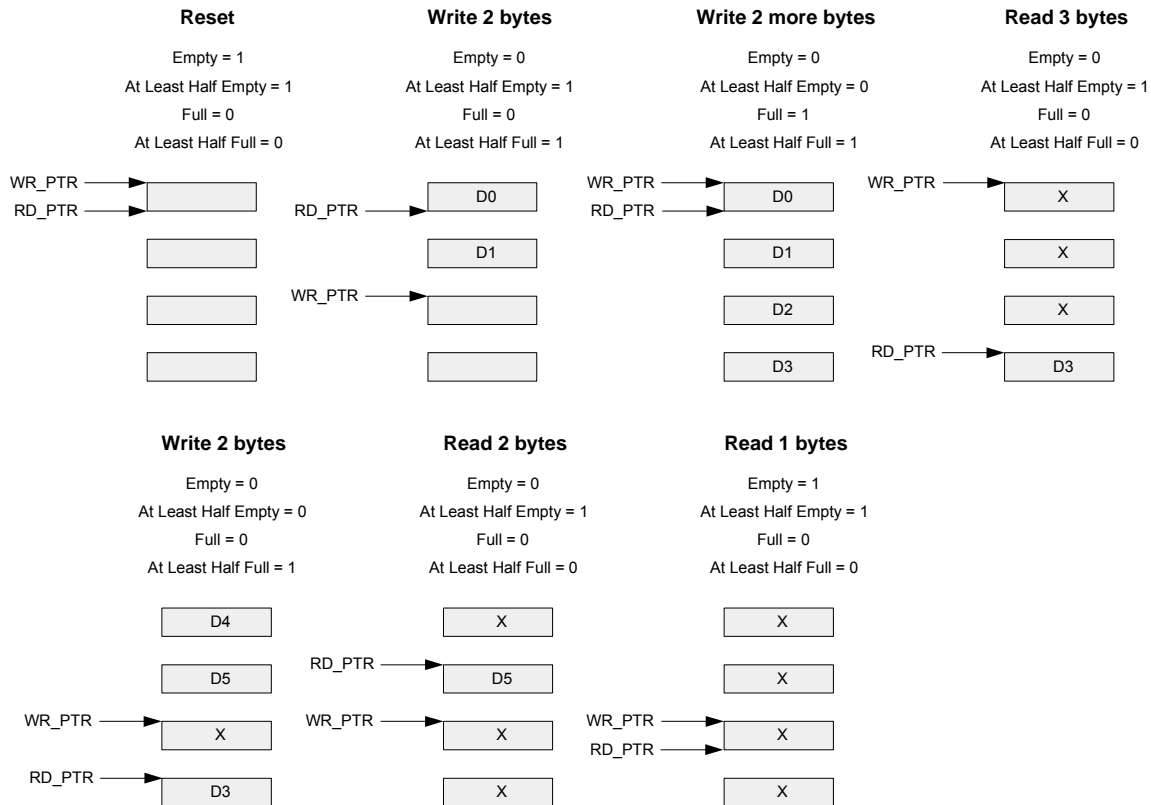 Reset
Empty = 1
At Least Half Empty = 1
Full = 0
At Least Half Full = 0
WR_PTR
RD_PTR
Write 2 bytes
Empty = 0
At Least Half Empty = 1
Full = 0
At Least Half Full = 1
D0
RD_PTR
D1
WR_PTR
Write 2 more bytes
Empty = 0
At Least Half Empty = 0
Full = 1
At Least Half Full = 1
WR_PTR
D0
RD_PTR
D1
D2
D3
Read 3 bytes
Empty = 0
At Least Half Empty = 1
Full = 0
At Least Half Full = 0
WR_PTR
X
X
X
RD_PTR
D3
Write 2 bytes
Empty = 0
At Least Half Empty = 0
Full = 0
At Least Half Full = 1
D4
D5
WR_PTR
X
RD_PTR
D3
Read 2 bytes
Empty = 0
At Least Half Empty = 1
Full = 0
At Least Half Full = 0
X
RD_PTR
D5
WR_PTR
X
X
Read 1 bytes
Empty = 1
At Least Half Empty = 1
Full = 0
At Least Half Full = 0
X
X
WR_PTR
X
RD_PTR
X